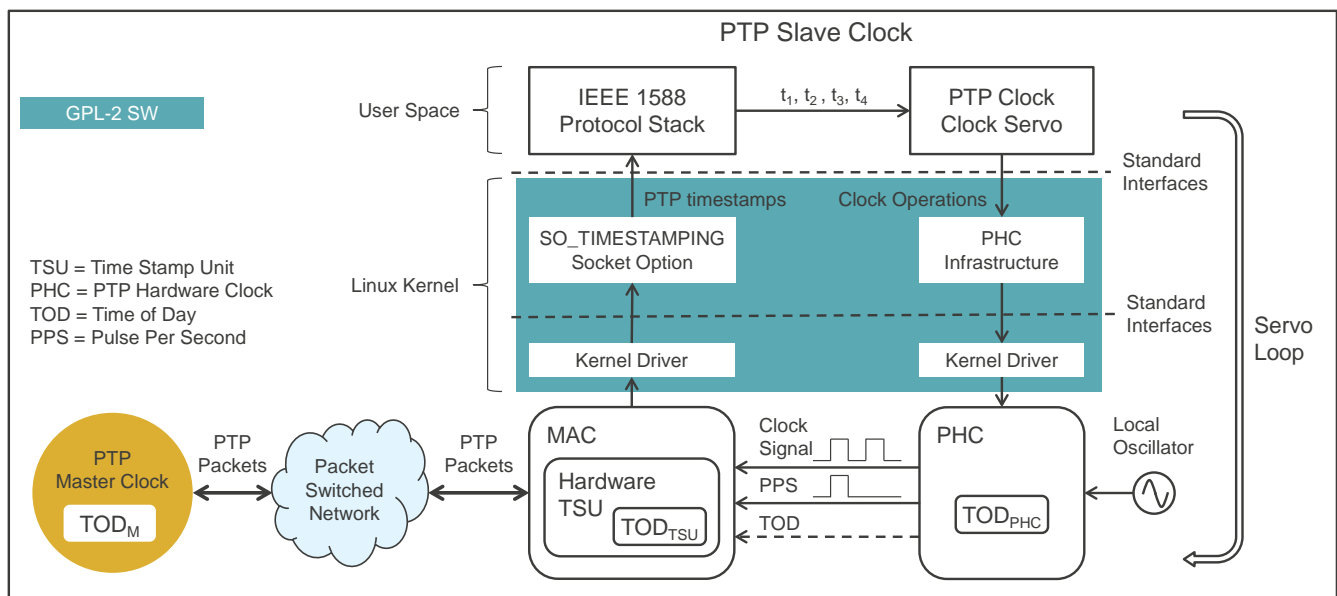 PTP Slave Clock
GPL-2 SW
User Space
IEEE 1588
Protocol Stack
t1, t2 , t3, t4
PTP Clock
Clock Servo
Standard
Interfaces
PTP timestamps
Clock Operations
SO_TIMESTAMPING
Socket Option
PHC
Infrastructure
TSU = Time Stamp Unit
PHC = PTP Hardware Clock
TOD = Time of Day
PPS = Pulse Per Second
Linux Kernel
Standard
Interfaces
Servo
Loop
Kernel Driver
Kernel Driver
PTP
Master Clock
TODM
PTP
Packets
Packet
Switched
Network
PTP
Packets
MAC
Hardware
TSU
TODTSU
Clock
Signal
PPS
TOD
PHC
TODPHC
Local
Oscillator